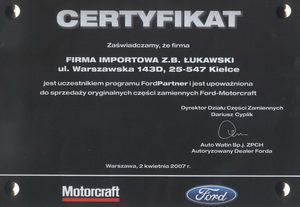 CERTYFIKAT
Zaświadczamy, że firma
FIRMA IMPORTOWA Z.B. ŁUKAWSKI
ul. Warszawska 143D, 25-547 Kielce
jest uczestnikiem programu FordPartner i jest upoważniona
do sprzedaży oryginalnych części zamiennych Ford-Motorcraft
Dyrektor Działu Części Zamiennych
Dariusz Cyplik
Auto Watin Sp.j. ZPCH
Autoryzowany Dealer Forda
Warszawa, 2 kwietnia 2007 r.
Motorcraft
Ford